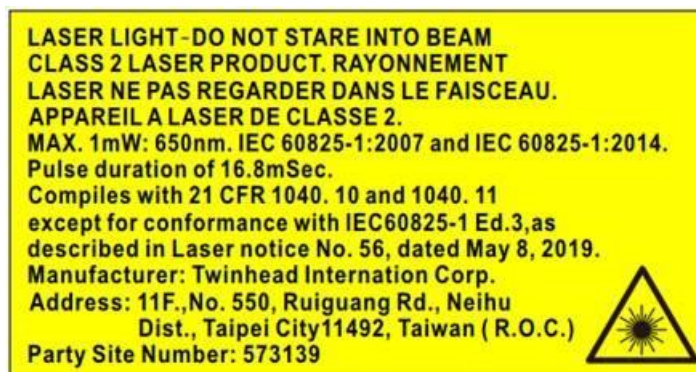 LASER LIGHT-DO NOT STARE INTO BEAM
CLASS 2 LASER PRODUCT. RAYONNEMENT
LASER NE PAS REGARDER DANS LE FAISCEAU.
APPAREIL A LASER DE CLASSE 2.
MAX. 1mW: 650nm. IEC 60825-1:2007 and IEC 60825-1:2014.
Pulse duration of 16.8mSec.
Compiles with 21 CFR 1040. 10 and 1040. 11
except for conformance with IEC60825-1 Ed.3,as
described in Laser notice No. 56, dated May 8, 2019.
Manufacturer: Twinhead Internation Corp.
Address: 11F.,No. 550, Ruiguang Rd., Neihu
Dist., Taipei City11492, Taiwan ( R.O.C.)
Party Site Number: 573139